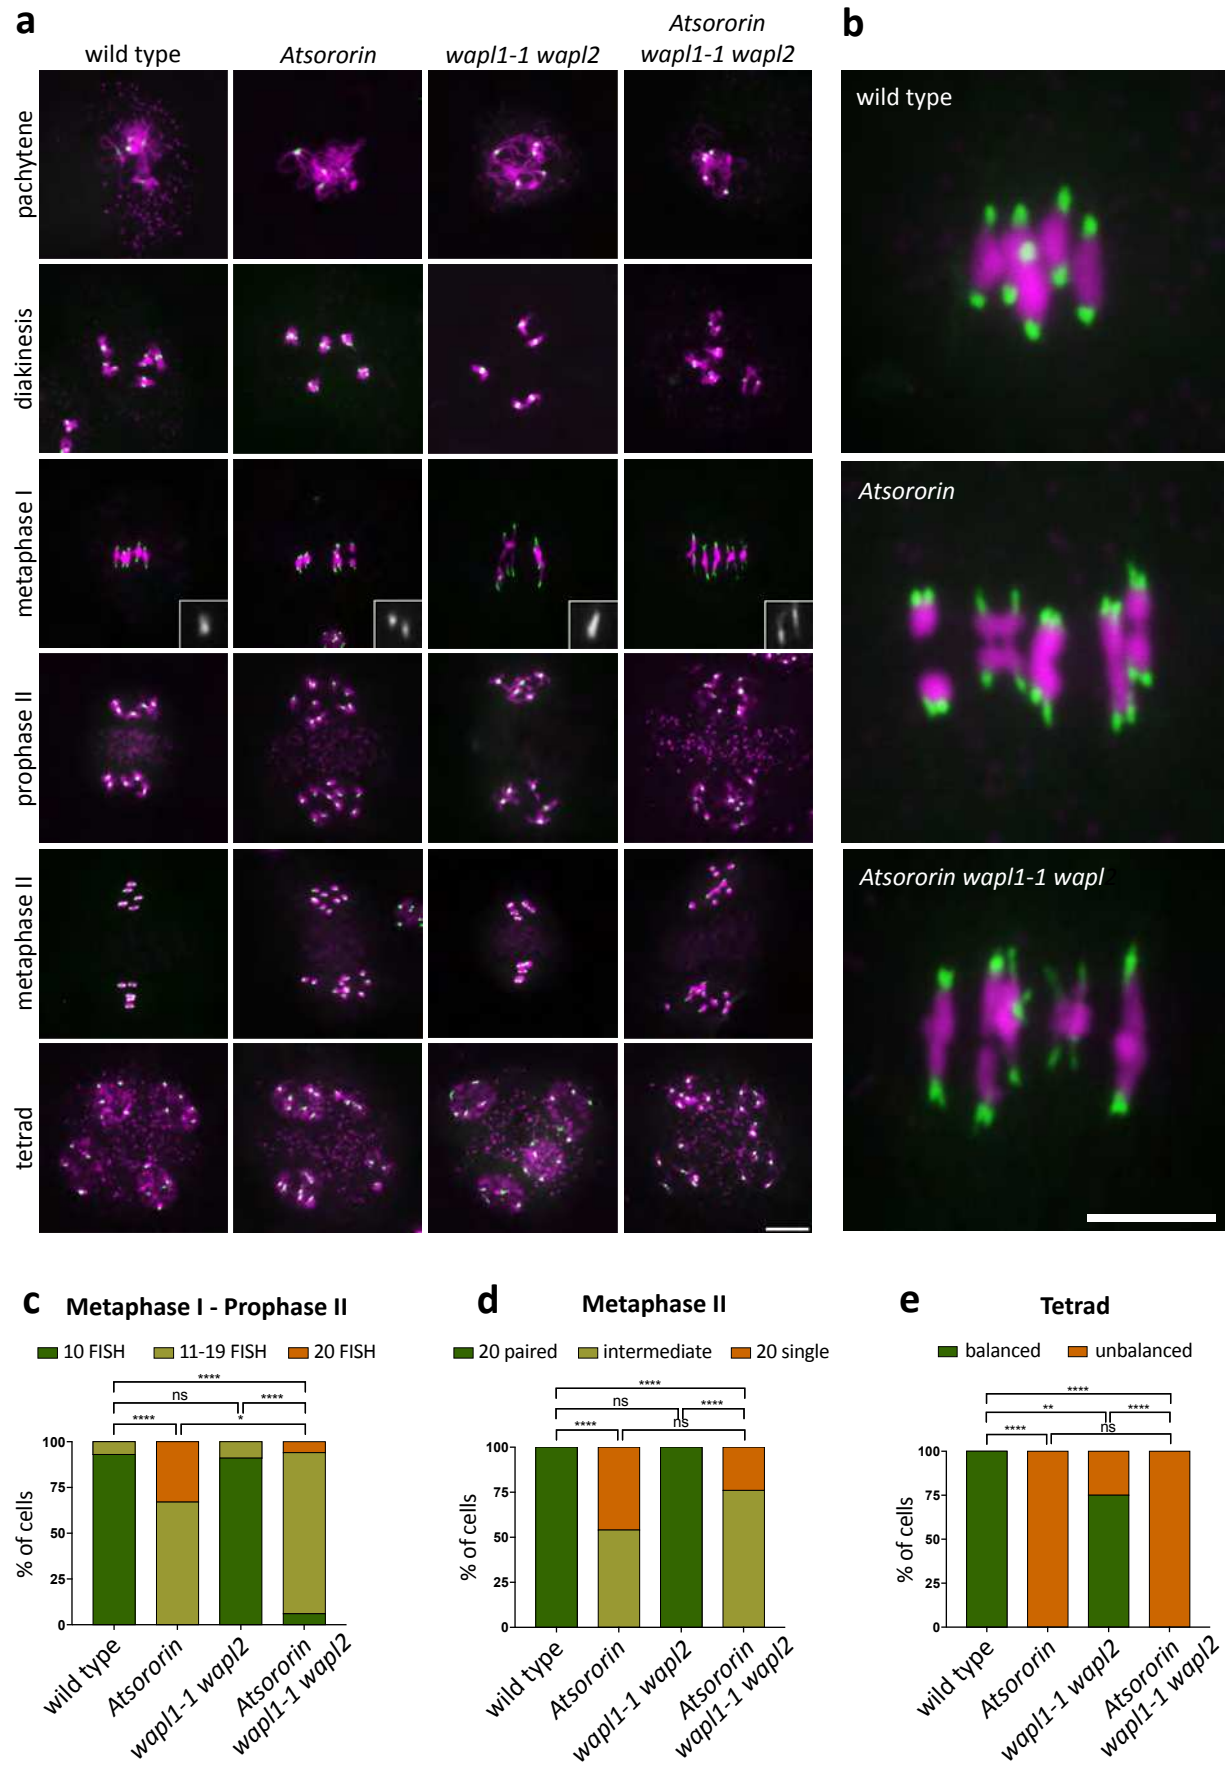 a
wild type
Atsororin
wapl1-1 wapl2
Atsororin
wapl1-1 wapl2
pachytene
diakinesis
metaphase I
prophase II
metaphase II
tetrad
b
wild type
Atsororin
Atsororin wapl1-1 wapl2
c Metaphase I - Prophase II
10 FISH 11-19 FISH 20 FISH
****
ns ****
**** *
100
75
50
25
0
% of cells
wild type
Atsororin
wapl1-1 wapl2
Atsororin
wapl1-1 wapl2
d Metaphase II
20 paired intermediate 20 single
****
ns ****
**** ns
100
75
50
25
0
% of cells
wild type
Atsororin
wapl1-1 wapl2
Atsororin
wapl1-1 wapl2
e Tetrad
balanced unbalanced
****
** ****
**** ns
100
75
50
25
0
% of cells
wild type
Atsororin
wapl1-1 wapl2
Atsororin
wapl1-1 wapl2